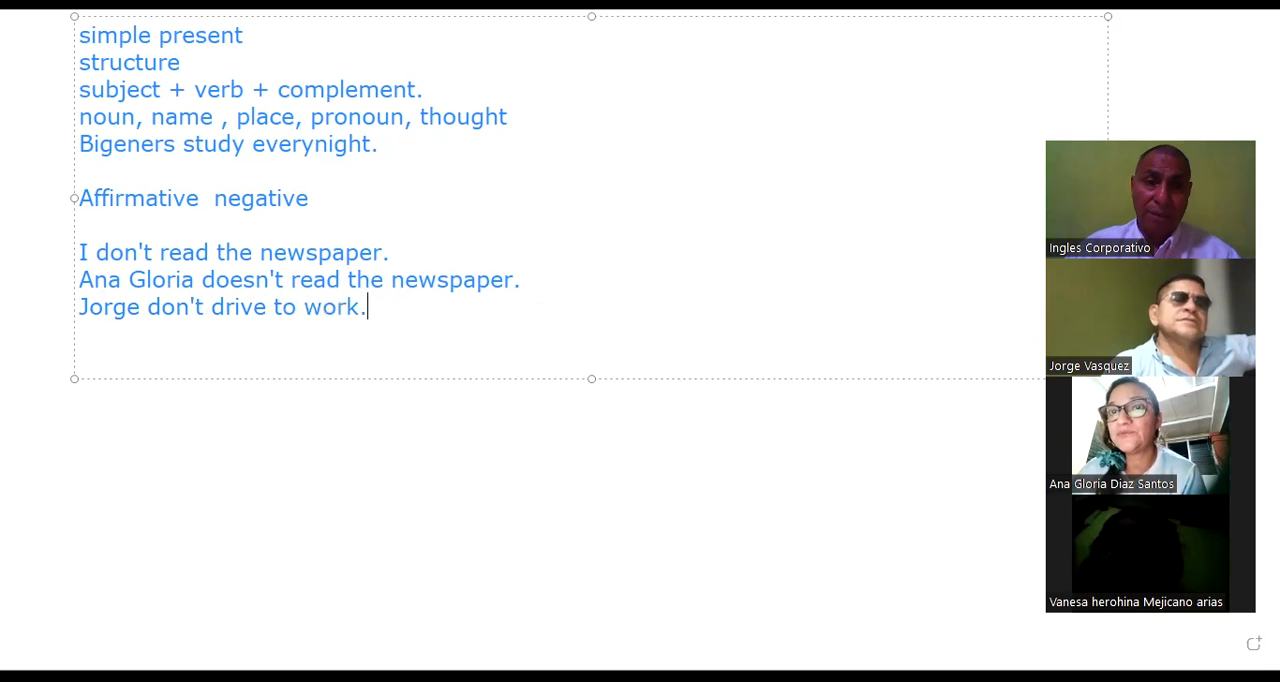 simple present
structure
subject + verb + complement.
noun, name , place, pronoun, thought
Bigeners study everynight.
Affirmative  negative
I don't read the newspaper.
Ana Gloria doesn't read the newspaper.
Jorge don't drive to work.
Ingles Corporativo
Jorge Vasquez
Ana Gloria Diaz Santos
Vanesa herohina Mejicano arias